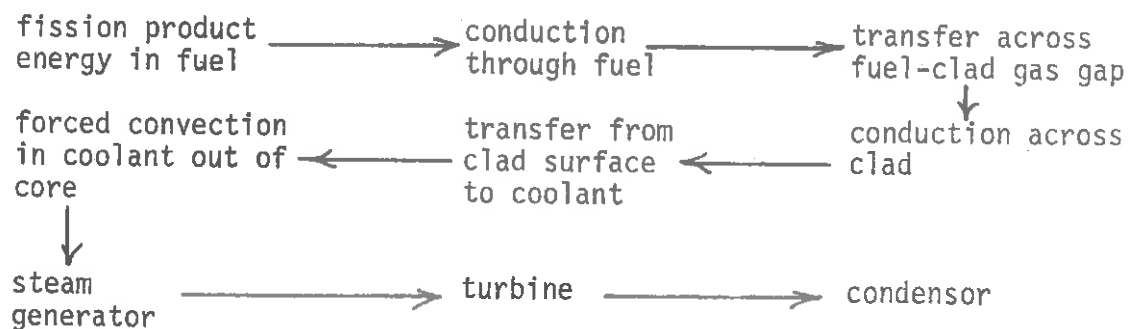 fission product
energy in fuel
conduction
through fuel
transfer across
fuel-clad gas gap
conduction across
clad
transfer from
clad surface
to coolant
forced convection
in coolant out of
core
steam
generator
turbine
condensor